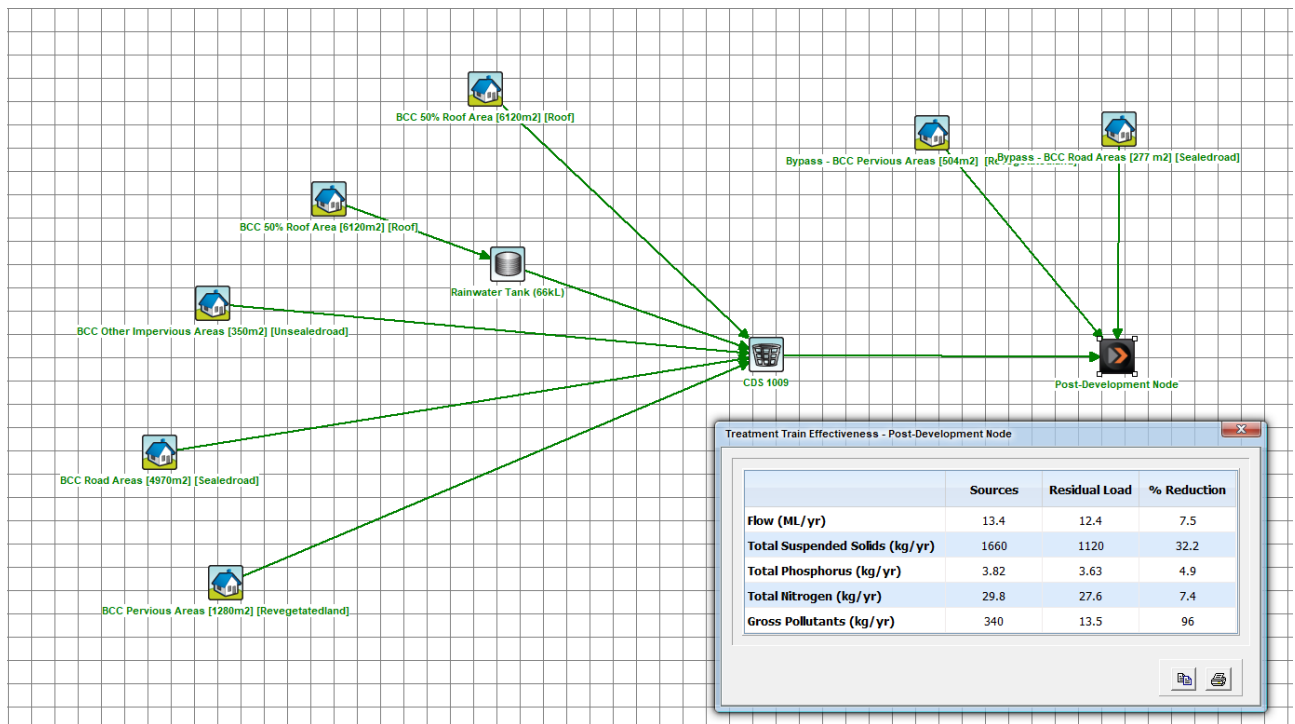 BCC 50% Roof Area [6120m2] [Roof]
Bypass - BCC Pervious Areas [504m2]
Bypass - BCC Road Areas [277 m2] [Sealedroad]
BCC 50% Roof Area [6120m2] [Roof]
Rainwater Tank (66kL)
BCC Other Impervious Areas [350m2] [Unsealedroad]
CDS 1009
Post-Development Node
BCC Road Areas [4970m2] [Sealedroad]
BCC Pervious Areas [1280m2] [Revegetatedland]
Treatment Train Effectiveness - Post-Development Node
Sources Residual Load % Reduction
Flow (ML/yr) 13.4 12.4 7.5
Total Suspended Solids (kg/yr) 1660 1120 32.2
Total Phosphorus (kg/yr) 3.82 3.63 4.9
Total Nitrogen (kg/yr) 29.8 27.6 7.4
Gross Pollutants (kg/yr) 340 13.5 96